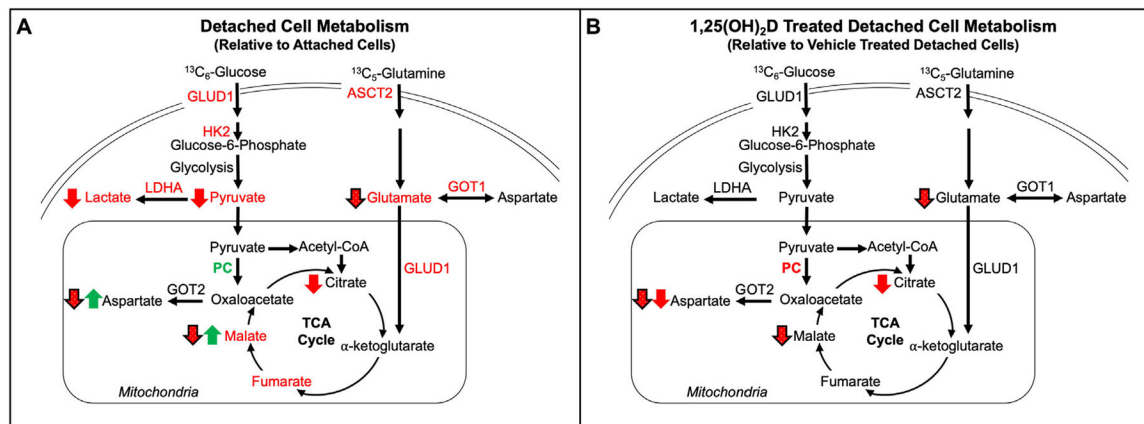 A
Detached Cell Metabolism
(Relative to Attached Cells)
¹³C₆-Glucose
¹³C₅-Glutamine
GLUD1
ASCT2
HK2
Glucose-6-Phosphate
Glycolysis
Lactate
LDHA
Pyruvate
Glutamate
GOT1
Aspartate
Pyruvate
Acetyl-CoA
PC
Citrate
GLUD1
Aspartate
GOT2
Oxaloacetate
Malate
TCA
Cycle
α-ketoglutarate
Fumarate
Mitochondria
B
1,25(OH)₂D Treated Detached Cell Metabolism
(Relative to Vehicle Treated Detached Cells)
¹³C₆-Glucose
¹³C₅-Glutamine
GLUD1
ASCT2
HK2
Glucose-6-Phosphate
Glycolysis
Lactate
LDHA
Pyruvate
Glutamate
GOT1
Aspartate
Pyruvate
Acetyl-CoA
PC
Citrate
GLUD1
Aspartate
GOT2
Oxaloacetate
Malate
TCA
Cycle
α-ketoglutarate
Fumarate
Mitochondria